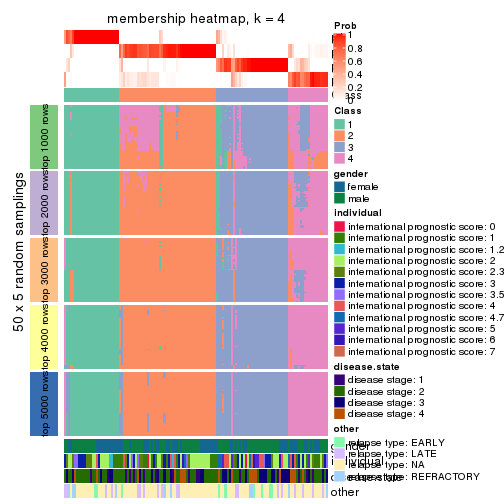 membership heatmap, k = 4
50 x 5 random samplings
top 1000 rows
top 2000 rows
top 3000 rows
top 4000 rows
top 5000 rows
Prob
1
0.8
0.6
0.4
0.2
0
Class
1
2
3
4
gender
female
male
individual
international prognostic score: 0
international prognostic score: 1
international prognostic score: 1.2
international prognostic score: 2
international prognostic score: 2.3
international prognostic score: 3
international prognostic score: 3.5
international prognostic score: 4
international prognostic score: 4.7
international prognostic score: 5
international prognostic score: 6
international prognostic score: 7
disease.state
disease stage: 1
disease stage: 2
disease stage: 3
disease stage: 4
other
relapse type: EARLY
relapse type: LATE
relapse type: NA
relapse type: REFRACTORY
gender
individual
disease.state
other